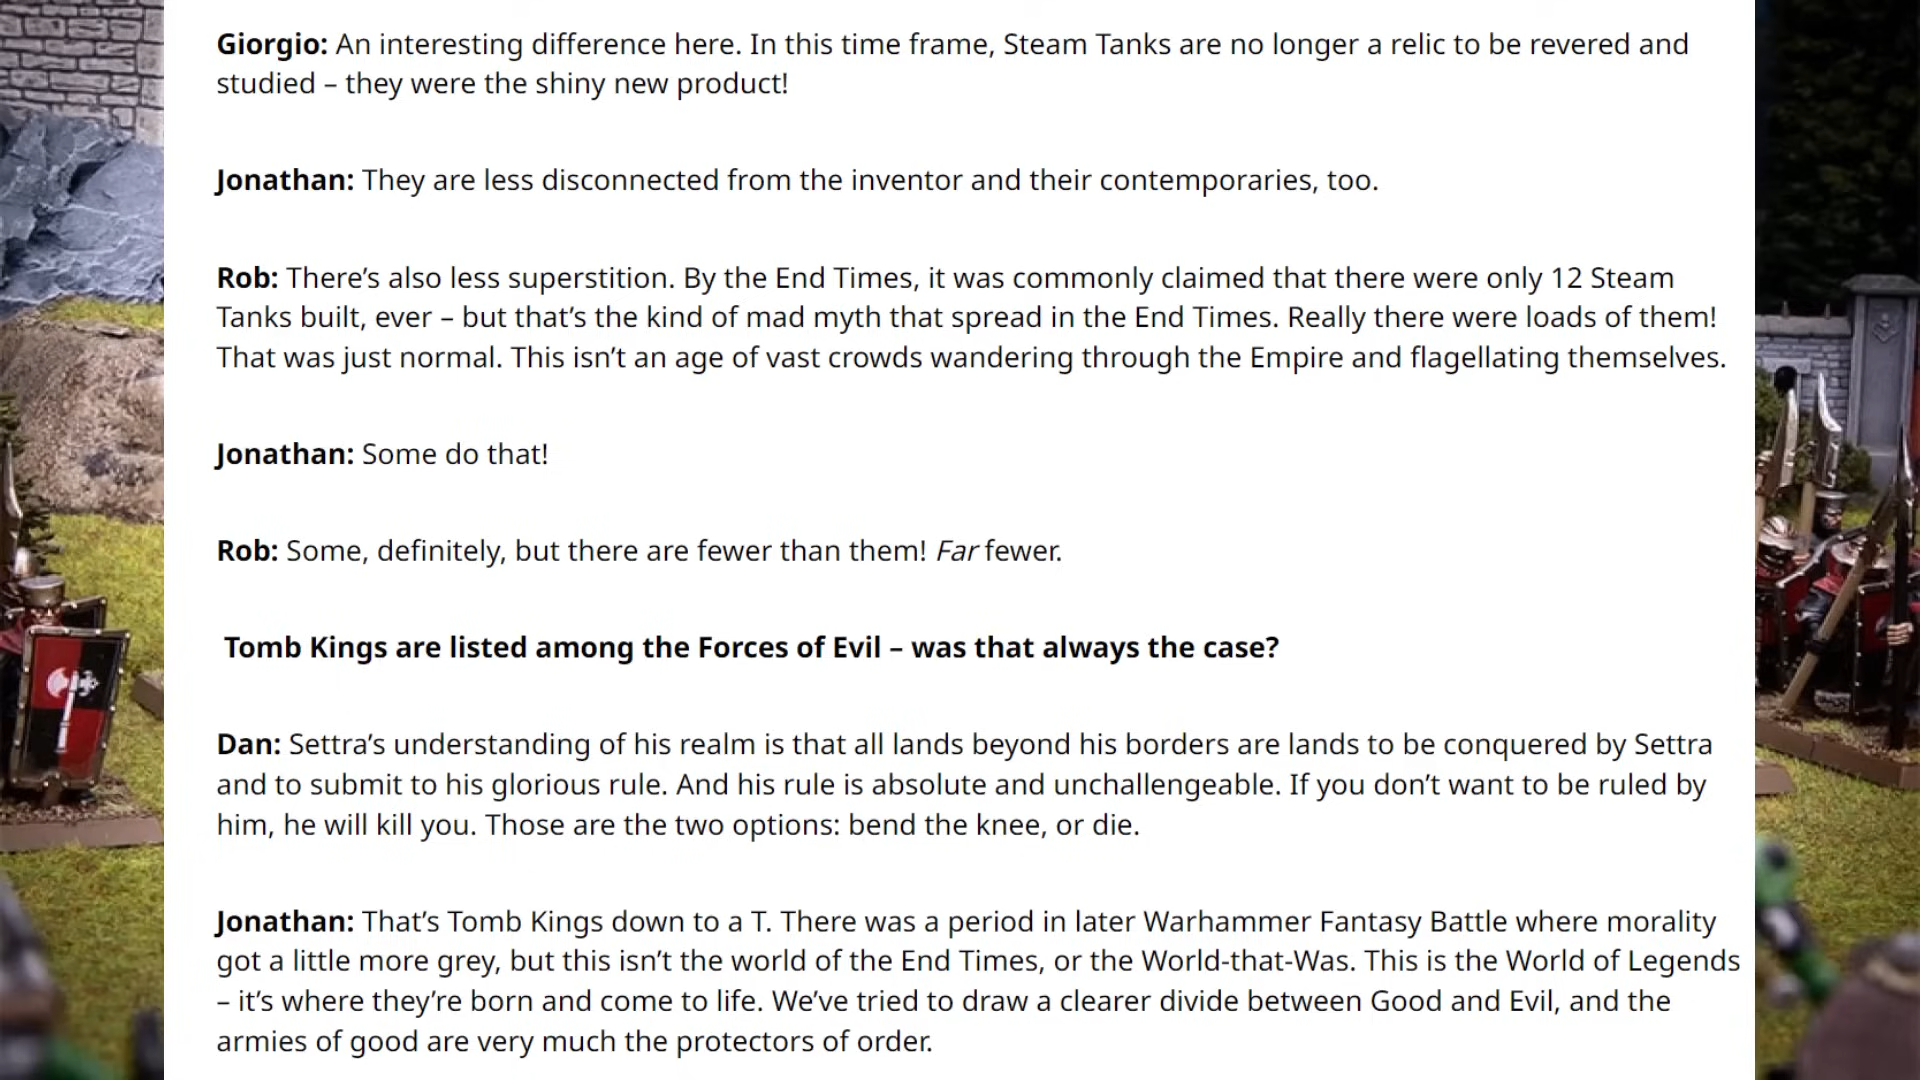 Giorgio: An interesting difference here. In this time frame, Steam Tanks are no longer a relic to be revered and
studied – they were the shiny new product!
Jonathan: They are less disconnected from the inventor and their contemporaries, too.
Rob: There’s also less superstition. By the End Times, it was commonly claimed that there were only 12 Steam
Tanks built, ever – but that’s the kind of mad myth that spread in the End Times. Really there were loads of them!
That was just normal. This isn’t an age of vast crowds wandering through the Empire and flagellating themselves.
Jonathan: Some do that!
Rob: Some, definitely, but there are fewer than them! Far fewer.
Tomb Kings are listed among the Forces of Evil – was that always the case?
Dan: Settra’s understanding of his realm is that all lands beyond his borders are lands to be conquered by Settra
and to submit to his glorious rule. And his rule is absolute and unchallengeable. If you don’t want to be ruled by
him, he will kill you. Those are the two options: bend the knee, or die.
Jonathan: That’s Tomb Kings down to a T. There was a period in later Warhammer Fantasy Battle where morality
got a little more grey, but this isn’t the world of the End Times, or the World-that-Was. This is the World of Legends
– it’s where they’re born and come to life. We’ve tried to draw a clearer divide between Good and Evil, and the
armies of good are very much the protectors of order.